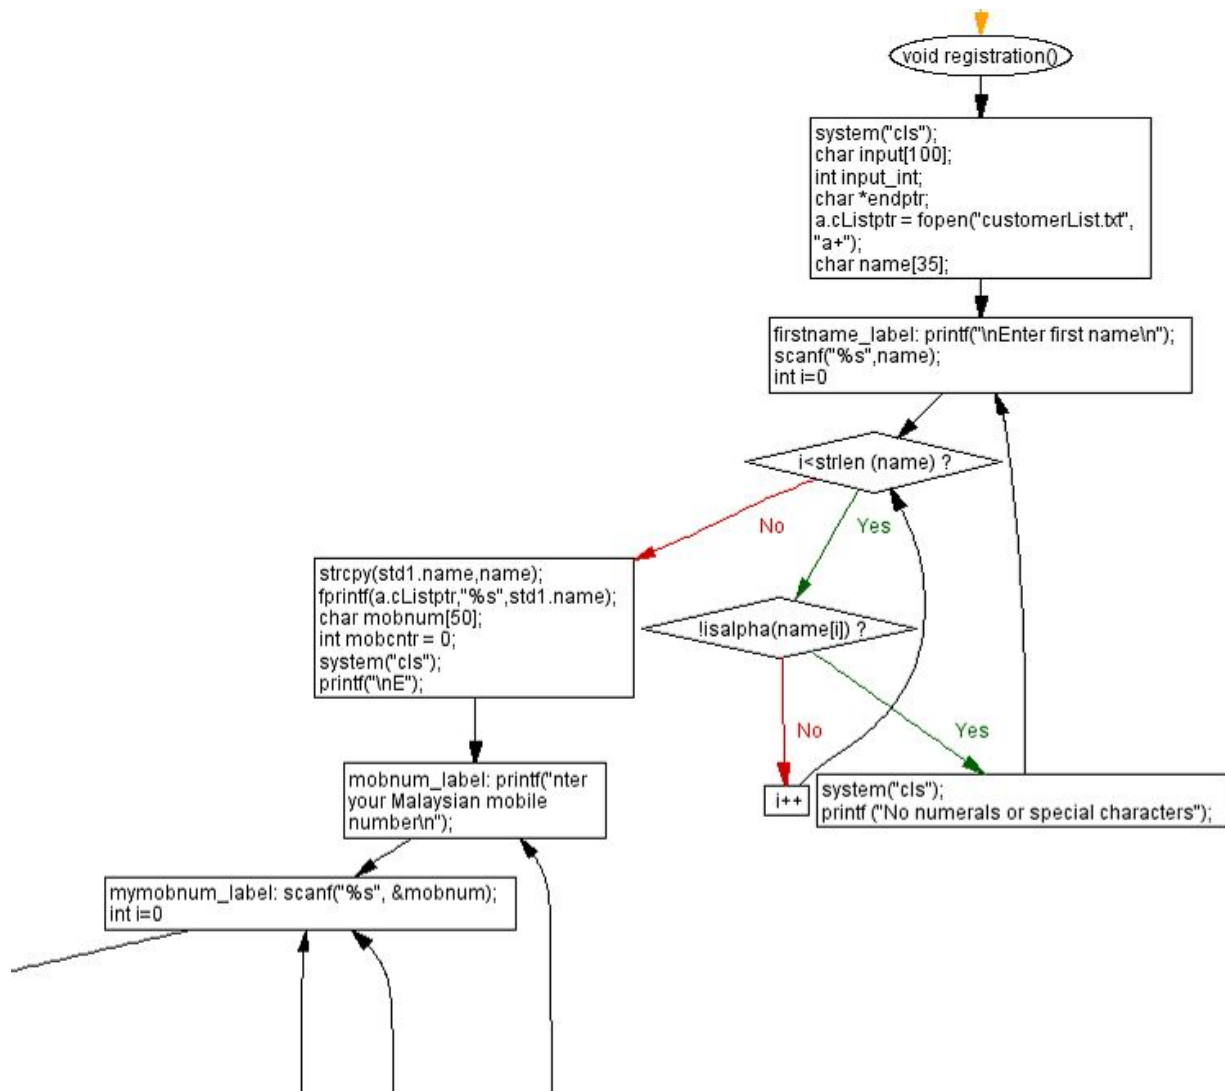 void registration()
system("cls");
char input[100];
int input_int;
char *endptr;
a.cListptr = fopen("customerList.txt",
"a+");
char name[35];
firstname_label: printf("\nEnter first name\n");
scanf("%s",name);
int i=0
i<strlen (name) ?
No
Yes
strcpy(std1.name,name);
fprintf(a.cListptr,"%s",std1.name);
char mobnum[50];
int mobcntr = 0;
system("cls");
printf("\nE");
!isalpha(name[i]) ?
No
Yes
i++
system("cls");
printf ("No numerals or special characters");
mobnum_label: printf("nter
your Malaysian mobile
number\n");
mymobnum_label: scanf("%s", &mobnum);
int i=0